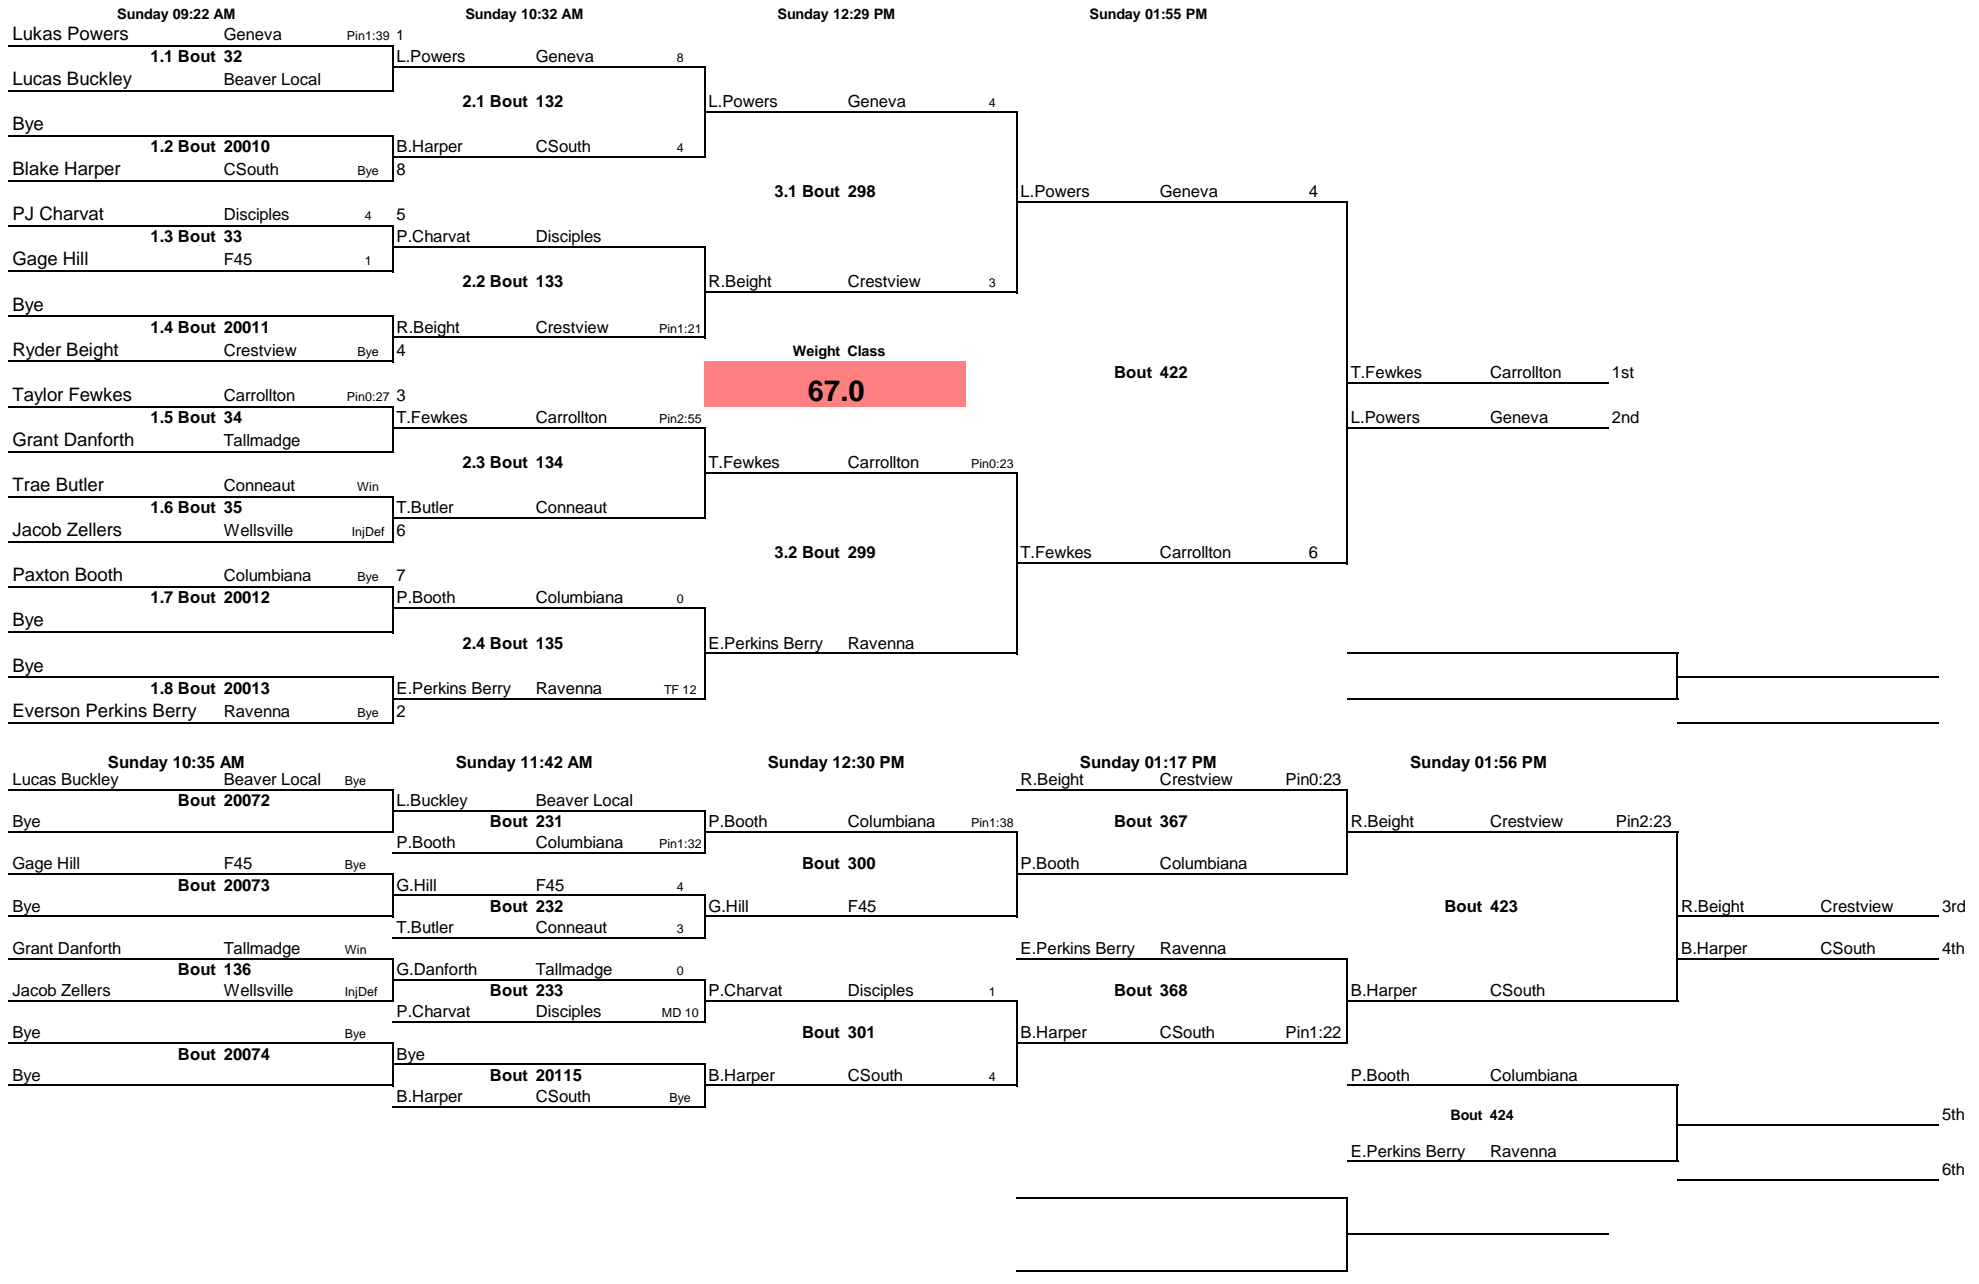 Sunday 09:22 AM Sunday 10:32 AM Sunday 12:29 PM Sunday 01:55 PM
Lukas Powers Geneva Pin1:39 1
1.1 Bout 32 L.Powers Geneva 8
Lucas Buckley Beaver Local
2.1 Bout 132 L.Powers Geneva 4
Bye
1.2 Bout 20010 B.Harper CSouth 4
Blake Harper CSouth Bye 8
3.1 Bout 298 L.Powers Geneva 4
PJ Charvat Disciples 4 5
1.3 Bout 33 P.Charvat Disciples
Gage Hill F45 1
2.2 Bout 133 R.Beight Crestview 3
Bye
1.4 Bout 20011 R.Beight Crestview Pin1:21
Ryder Beight Crestview Bye 4 Weight Class
Bout 422 T.Fewkes Carrollton 1st
Taylor Fewkes Carrollton Pin0:27 3 67.0
1.5 Bout 34 T.Fewkes Carrollton Pin2:55 L.Powers Geneva 2nd
Grant Danforth Tallmadge
2.3 Bout 134 T.Fewkes Carrollton Pin0:23
Trae Butler Conneaut Win
1.6 Bout 35 T.Butler Conneaut
Jacob Zellers Wellsville InjDef 6
3.2 Bout 299 T.Fewkes Carrollton 6
Paxton Booth Columbiana Bye 7
1.7 Bout 20012 P.Booth Columbiana 0
Bye
2.4 Bout 135 E.Perkins Berry Ravenna
Bye
1.8 Bout 20013 E.Perkins Berry Ravenna TF 12
Everson Perkins Berry Ravenna Bye 2
Sunday 10:35 AM Sunday 11:42 AM Sunday 12:30 PM Sunday 01:17 PM Sunday 01:56 PM
Lucas Buckley Beaver Local Bye R.Beight Crestview Pin0:23
Bout 20072 L.Buckley Beaver Local
Bye Bout 231 P.Booth Columbiana Pin1:38 Bout 367 R.Beight Crestview Pin2:23
P.Booth Columbiana Pin1:32
Gage Hill F45 Bye Bout 300 P.Booth Columbiana
Bout 20073 G.Hill F45 4
Bye Bout 232 G.Hill F45 Bout 423 R.Beight Crestview 3rd
T.Butler Conneaut 3
Grant Danforth Tallmadge Win E.Perkins Berry Ravenna B.Harper CSouth 4th
Bout 136 G.Danforth Tallmadge 0
Jacob Zellers Wellsville InjDef Bout 233 P.Charvat Disciples 1 Bout 368 B.Harper CSouth
P.Charvat Disciples MD 10
Bye Bye Bout 301 B.Harper CSouth Pin1:22
Bout 20074 Bye
Bye Bout 20115 B.Harper CSouth 4 P.Booth Columbiana
B.Harper CSouth Bye
Bout 424 5th
E.Perkins Berry Ravenna
6th